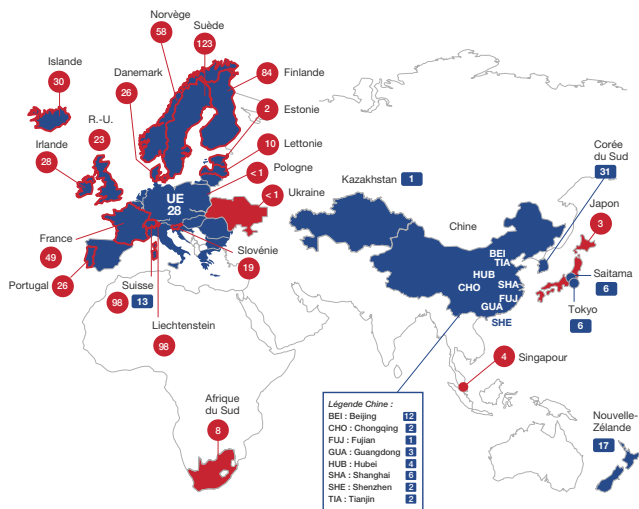 Norvège
58
Suède
123
Islande
30
Danemark
26
84
Finlande
R.-U.
23
2
Estonie
Irlande
28
10
Lettonie
< 1
Pologne
< 1
Ukraine
UE
28
France
49
Slovénie
19
Portugal
26
Suisse
98
13
Liechtenstein
98
Afrique
du Sud
8
Kazakhstan
1
Chine
Corée
du Sud
31
Japon
3
BEI
TIA
HUB
CHO
SHA
FUJ
GUA
SHE
Saitama
6
Tokyo
6
4
Singapour
Nouvelle-
Zélande
17
Légende Chine :
BEI : Beijing 12
CHO : Chongqing 2
FUJ : Fujian 1
GUA : Guangdong 3
HUB : Hubei 4
SHA : Shanghai 6
SHE : Shenzhen 2
TIA : Tianjin 2